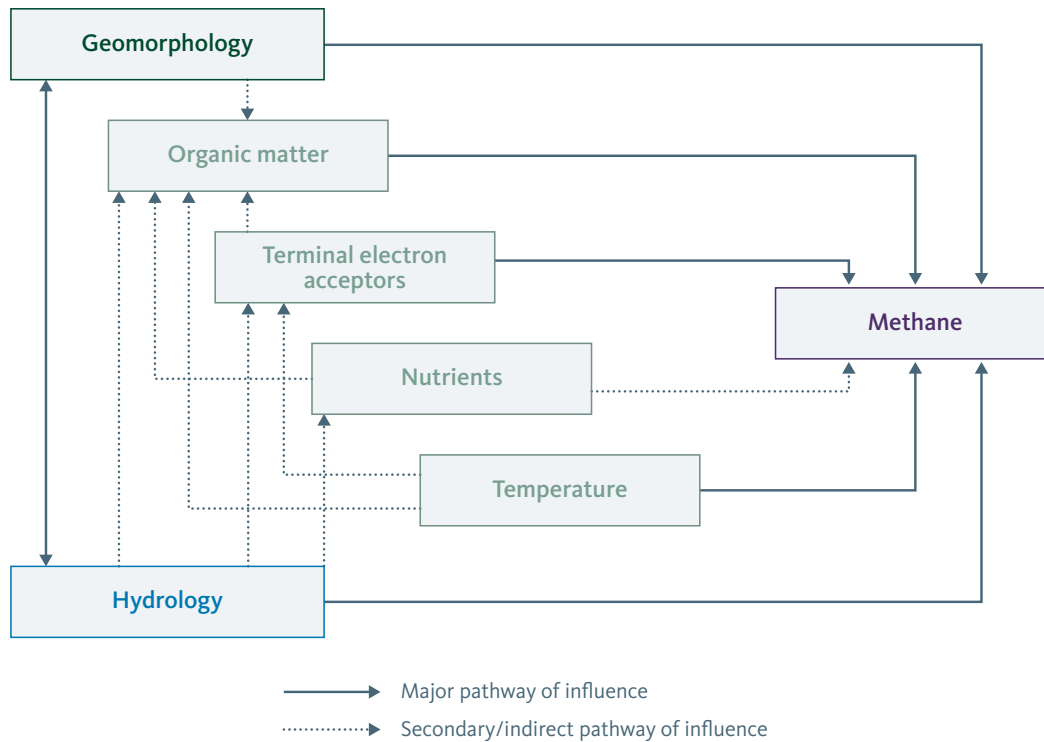 Geomorphology
Organic matter
Terminal electron
acceptors
Methane
Nutrients
Temperature
Hydrology
Major pathway of influence
Secondary/indirect pathway of influence